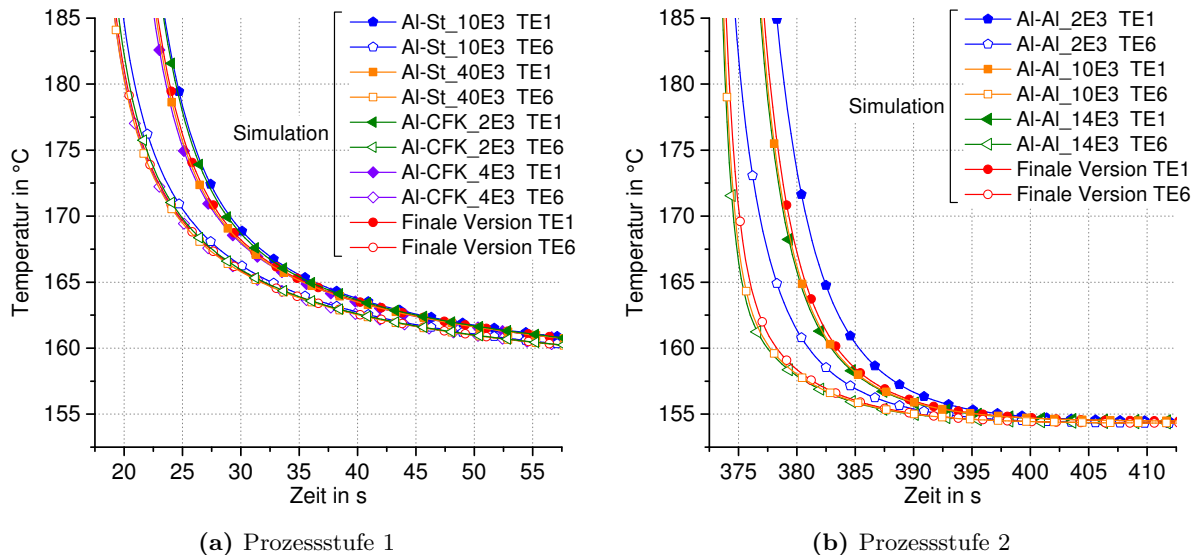 185
180
175
170
165
160
155
Temperatur in °C
20 25 30 35 40 45 50 55
Zeit in s
Simulation
Al-St_10E3 TE1
Al-St_10E3 TE6
Al-St_40E3 TE1
Al-St_40E3 TE6
Al-CFK_2E3 TE1
Al-CFK_2E3 TE6
Al-CFK_4E3 TE1
Al-CFK_4E3 TE6
Finale Version TE1
Finale Version TE6
(a) Prozessstufe 1
185
180
175
170
165
160
155
Temperatur in °C
375 380 385 390 395 400 405 410
Zeit in s
Simulation
Al-Al_2E3 TE1
Al-Al_2E3 TE6
Al-Al_10E3 TE1
Al-Al_10E3 TE6
Al-Al_14E3 TE1
Al-Al_14E3 TE6
Finale Version TE1
Finale Version TE6
(b) Prozessstufe 2